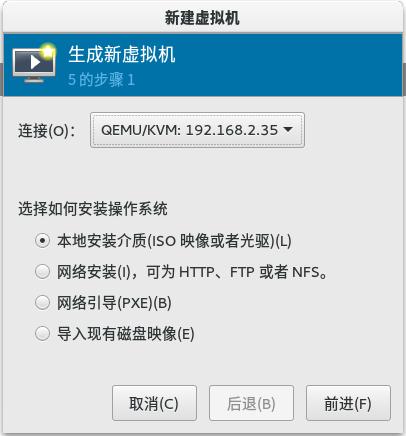 新建虚拟机
生成新虚拟机
5 的步骤 1
连接(O)： QEMU/KVM: 192.168.2.35
选择如何安装操作系统
本地安装介质(ISO 映像或者光驱)(L)
网络安装(I)，可为 HTTP、FTP 或者 NFS。
网络引导(PXE)(B)
导入现有磁盘映像(E)
取消(C) 后退(B) 前进(F)